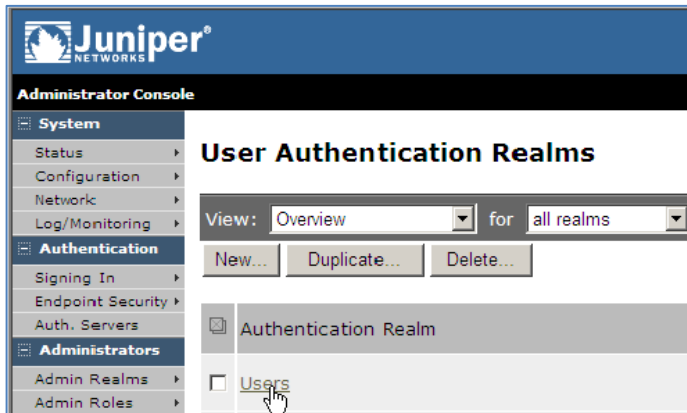 Juniper®
NETWORKS
Administrator Console
System
Status
Configuration
Network
Log/Monitoring
Authentication
Signing In
Endpoint Security
Auth. Servers
Administrators
Admin Realms
Admin Roles
User Authentication Realms
View: Overview for all realms
New... Duplicate... Delete...
Authentication Realm
Users